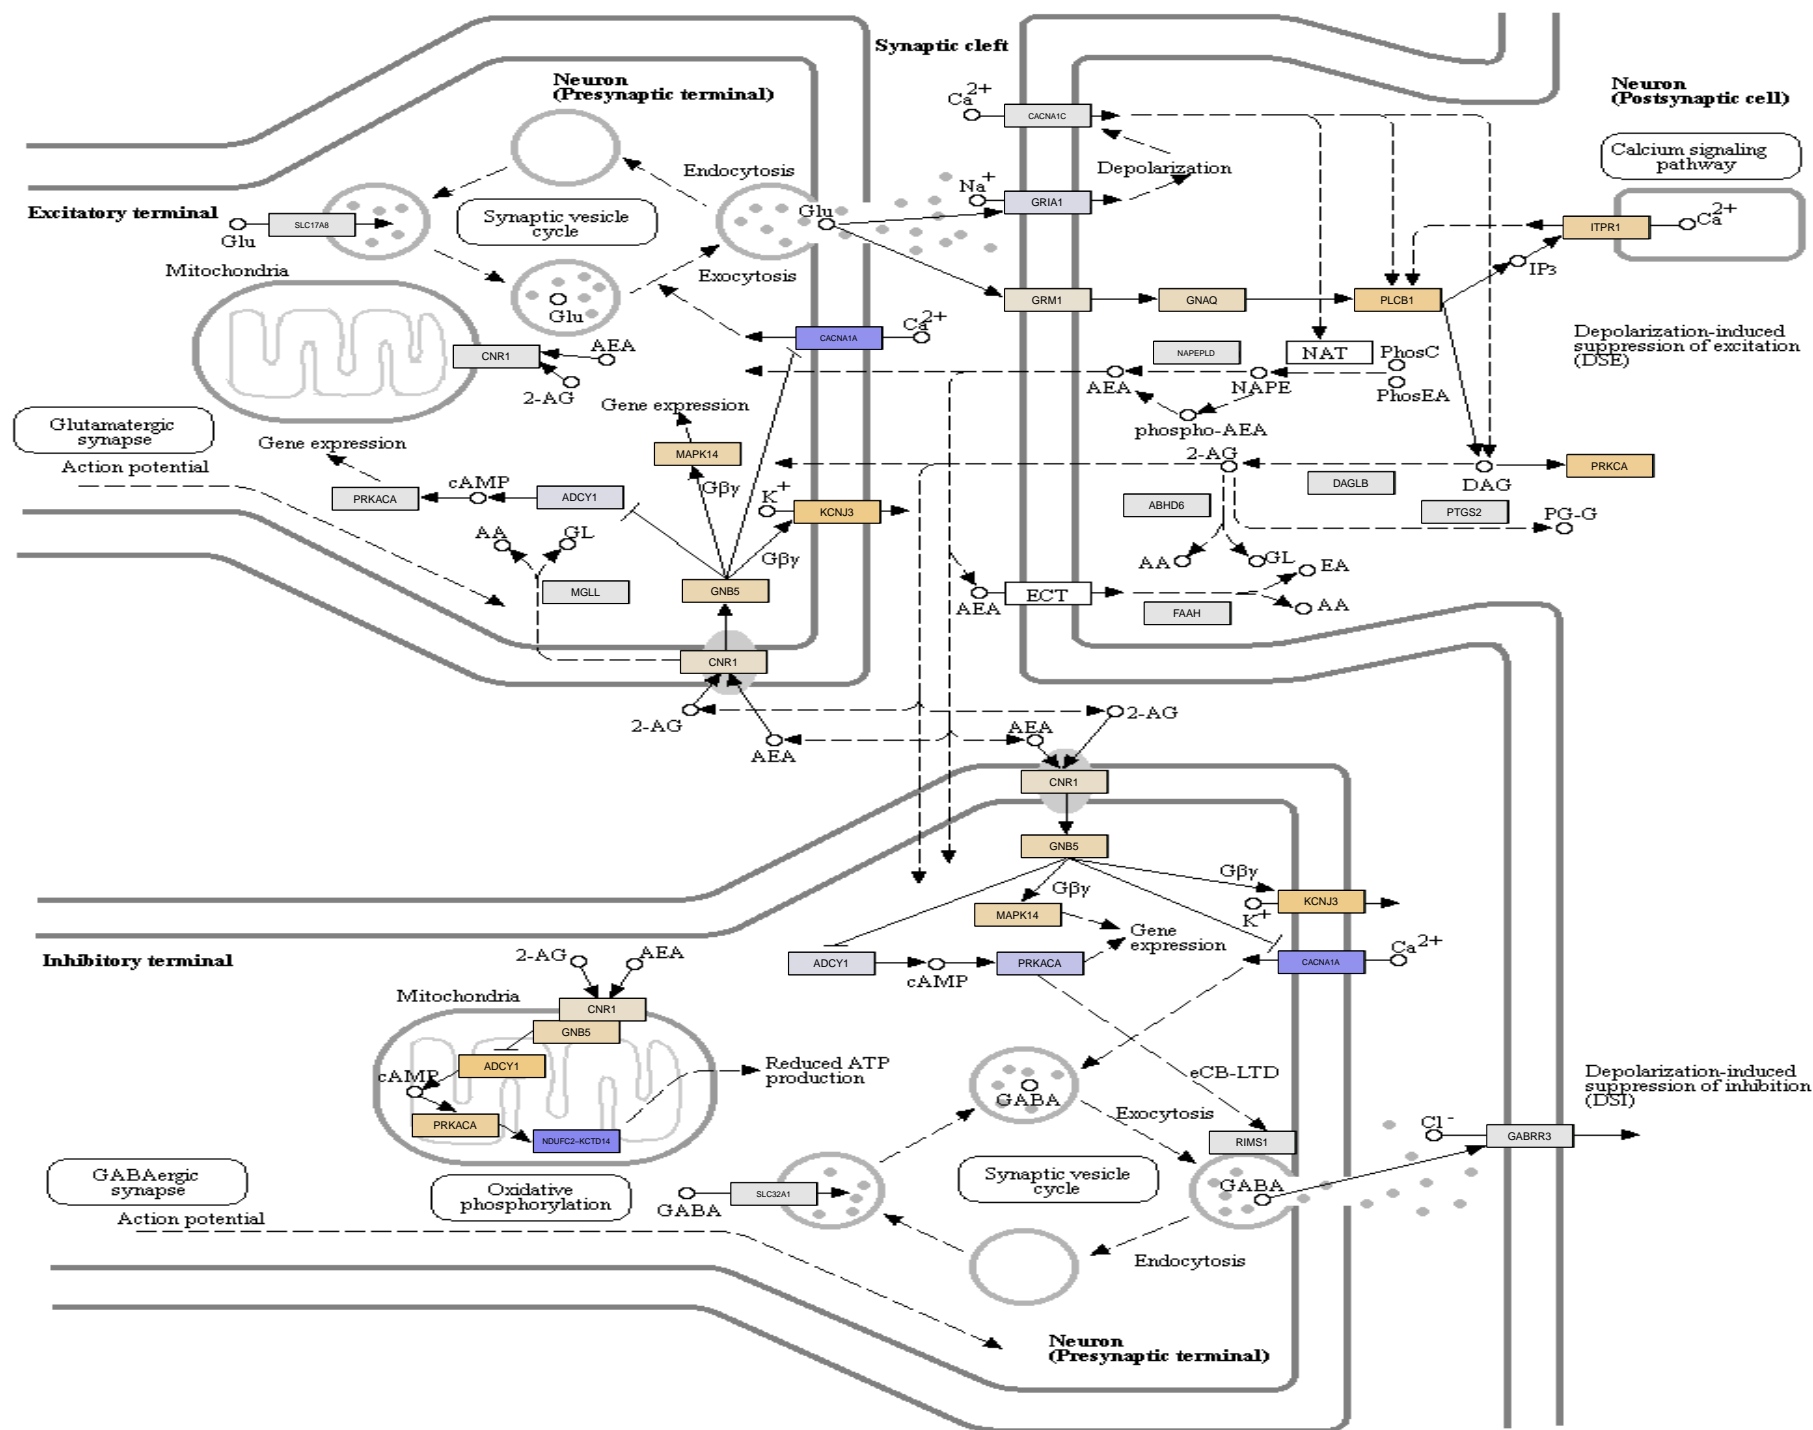 Synaptic cleft
Neuron
(Presynaptic terminal)
Neuron
(Postsynaptic cell)
Ca2+
CACNA1C
Calcium signaling
pathway
Endocytosis
Depolarization
Na+
GRIA1
Excitatory terminal
SLC17A8
Glu
Synaptic vesicle
cycle
Glu
ITPR1
Ca2+
IP3
Mitochondria
Exocytosis
Glu
GRM1
GNAQ
PLCB1
CACNA1A
Ca2+
Depolarization-induced
suppression of excitation
(DSE)
CNR1
AEA
2-AG
NAPEPLD
NAT
PhosC
PhosEA
AEA
NAPE
phospho-AEA
Gene expression
Glutamatergic
synapse
Gene expression
MAPK14
Action potential
cAMP
PRKACA
ADCY1
Gβγ
K+
KCNJ3
2-AG
DAGLB
DAG
PRKCA
ABHD6
PTGS2
PG-G
AA
GL
Gβγ
AA
GL
EA
MGLL
GNB5
AEA
ECT
FAAH
AA
CNR1
2-AG
AEA
AEA
2-AG
CNR1
GNB5
Gβγ
Gβγ
KCNJ3
K+
MAPK14
Gene
expression
Inhibitory terminal
2-AG
AEA
ADCY1
cAMP
PRKACA
CACNA1A
Ca2+
Mitochondria
CNR1
GNB5
ADCY1
cAMP
Reduced ATP
production
PRKACA
NDUFC2-KCTD14
GABA
eCB-LTD
Exocytosis
RIMS1
Depolarization-induced
suppression of inhibition
(DSI)
Cl-
GABRR3
GABAergic
synapse
Oxidative
phosphorylation
SLC32A1
GABA
Synaptic vesicle
cycle
GABA
Action potential
Endocytosis
Neuron
(Presynaptic terminal)